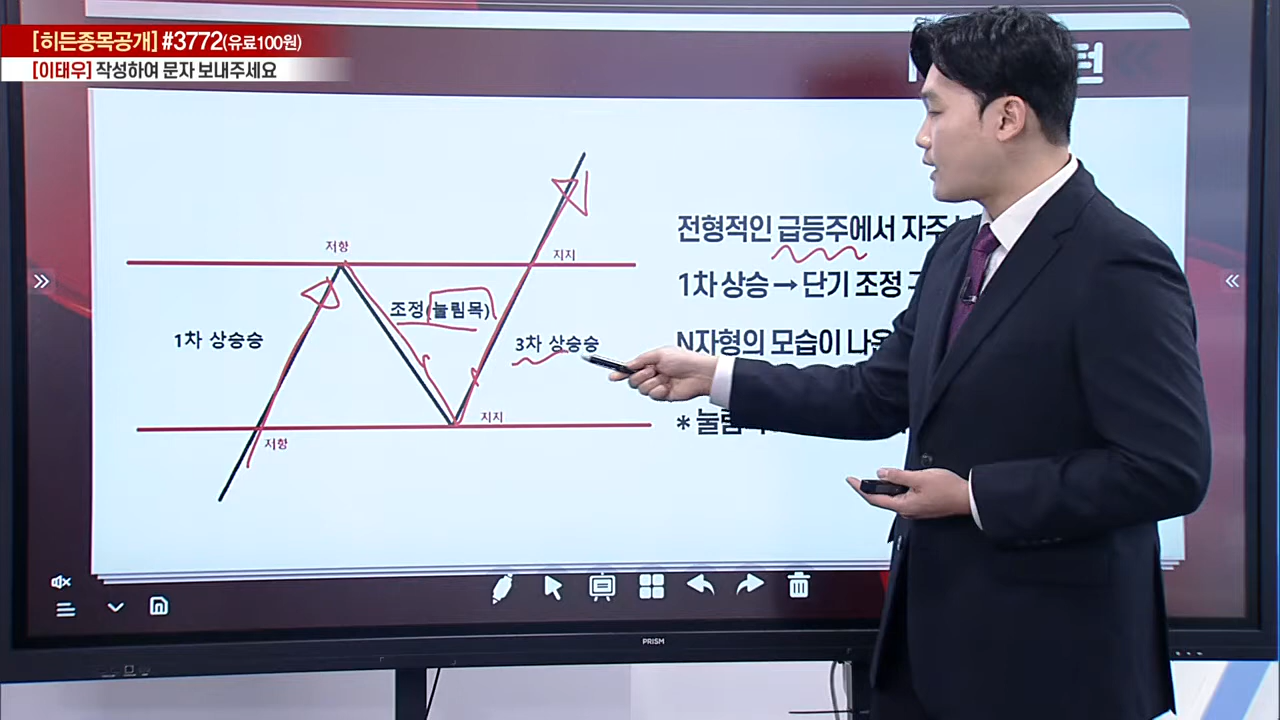 [히든종목공개] #3772(유료100원)
[이태우] 작성하여 문자 보내주세요
턴
저항
지지
조정(눌림목)
1차 상승승
3차 상승승
지지
저항
전형적인 급등주에서 자주
1차 상승 → 단기 조정
N자형의 모습이 나온
*
PRISM